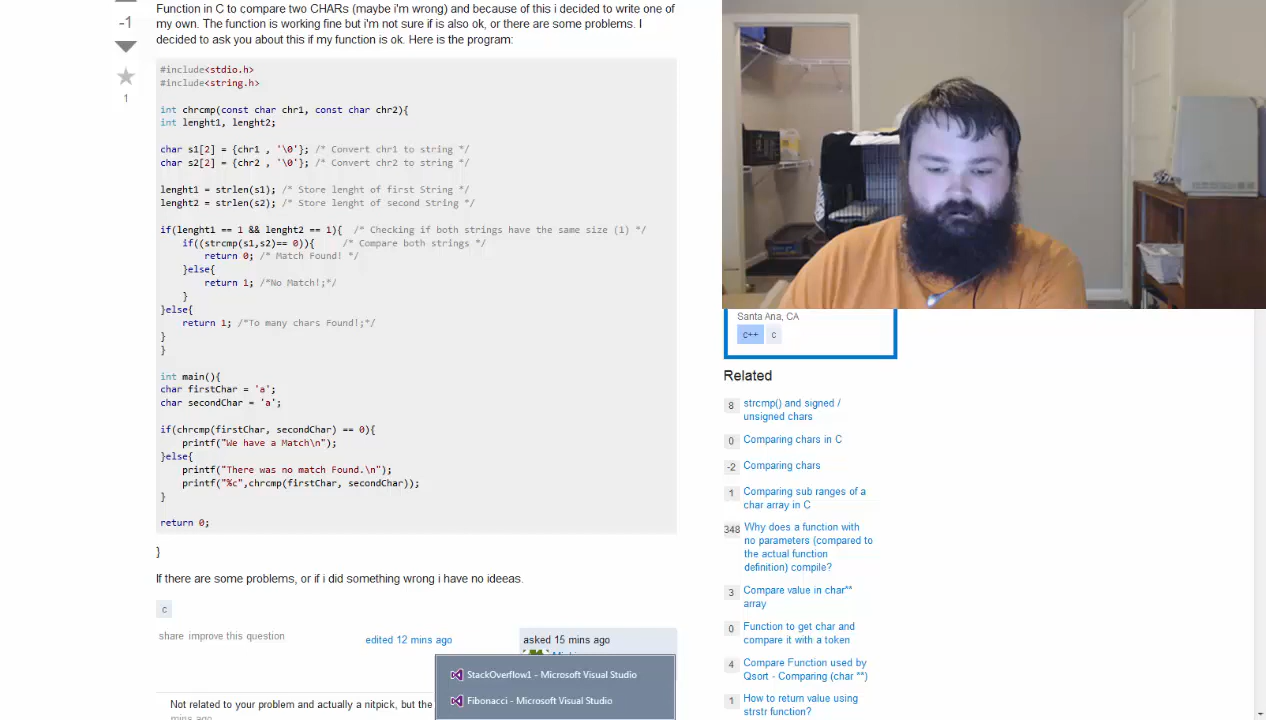 Function in C to compare two CHARs (maybe i'm wrong) and because of this i decided to write one of
-1
my own. The function is working fine but i'm not sure if is also ok, or there are some problems. I
decided to ask you about this if my function is ok. Here is the program:
1
#include<stdio.h>
#include<string.h>
int chrcmp(const char chr1, const char chr2){
int lenght1, lenght2;
char s1[2] = {chr1 , '\0'}; /* Convert chr1 to string */
char s2[2] = {chr2 , '\0'}; /* Convert chr2 to string */
lenght1 = strlen(s1); /* Store lenght of first String */
lenght2 = strlen(s2); /* Store lenght of second String */
if(lenght1 == 1 && lenght2 == 1){  /* Checking if both strings have the same size (1) */
if((strcmp(s1,s2)== 0)){     /* Compare both strings */
return 0; /* Match Found! */
}else{
return 1; /*No Match!;*/
}
}else{
return 1; /*To many chars Found!;*/
}
}
int main(){
char firstChar = 'a';
char secondChar = 'a';
if(chrcmp(firstChar, secondChar) == 0){
printf("We have a Match\n");
}else{
printf("There was no match Found.\n");
printf("%c",chrcmp(firstChar, secondChar));
}
return 0;
}
If there are some problems, or if i did something wrong i have no ideeas.
c
share improve this question
edited 12 mins ago
asked 15 mins ago
StackOverflow1 - Microsoft Visual Studio
Fibonacci - Microsoft Visual Studio
Not related to your problem and actually a nitpick, but the
mins ago
Santa Ana, CA
c++ c
Related
8 strcmp() and signed /
unsigned chars
0 Comparing chars in C
-2 Comparing chars
1 Comparing sub ranges of a
char array in C
348 Why does a function with
no parameters (compared to
the actual function
definition) compile?
3 Compare value in char**
array
0 Function to get char and
compare it with a token
4 Compare Function used by
Qsort - Comparing (char **)
1 How to return value using
strstr function?